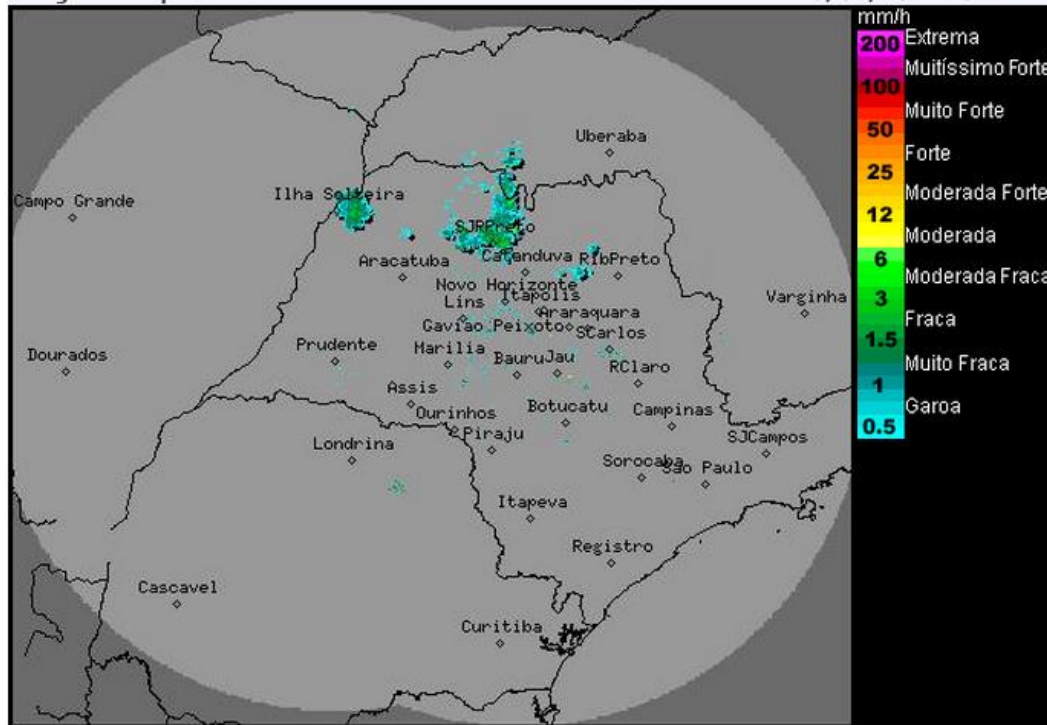 mm/h
200 Extrema
Muitíssimo Forte
100
Muito Forte
50
Forte
25
Moderada Forte
12
Moderada
6
Moderada Fraca
3
Fraca
1.5
Muito Fraca
1
Garoa
0.5
Uberaba
Ilha Solteira
Campo Grande
SJRPreto
Catanduva
RibPreto
Aracatuba
Novo Horizonte
Itapolis
Lins
Araraquara
Varginha
Gaviao Peixoto
SCarlos
Prudente
Marilia
Dourados
Bauru
Jau
RClaro
Assis
Ourinhos
Botucatu
Campinas
Piraju
Londrina
SJCampos
Sorocaba
Sao Paulo
Itapeva
Registro
Cascavel
Curitiba